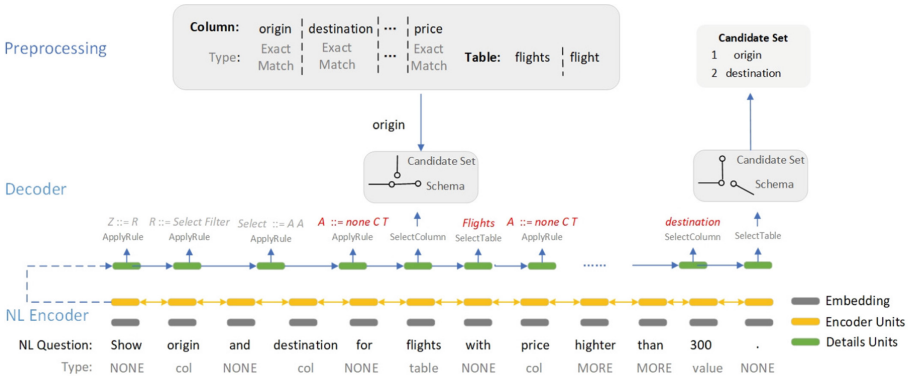 Preprocessing
Column: origin destination ··· price
Type: Exact Match Exact Match ··· Exact Match
Table: flights flight
Candidate Set
1 origin
2 destination
origin
Candidate Set
Schema
Candidate Set
Schema
Decoder
Z ::= R R ::= Select Filter Select ::= A A A ::= none C T Flights A ::= none C T destination
ApplyRule ApplyRule ApplyRule ApplyRule SelectColumn SelectTable ApplyRule ...... SelectColumn SelectTable
NL Encoder
Embedding
Encoder Units
Details Units
NL Question: Show origin and destination for flights with price highter than 300 .
Type: NONE col NONE col NONE table NONE col MORE MORE value NONE